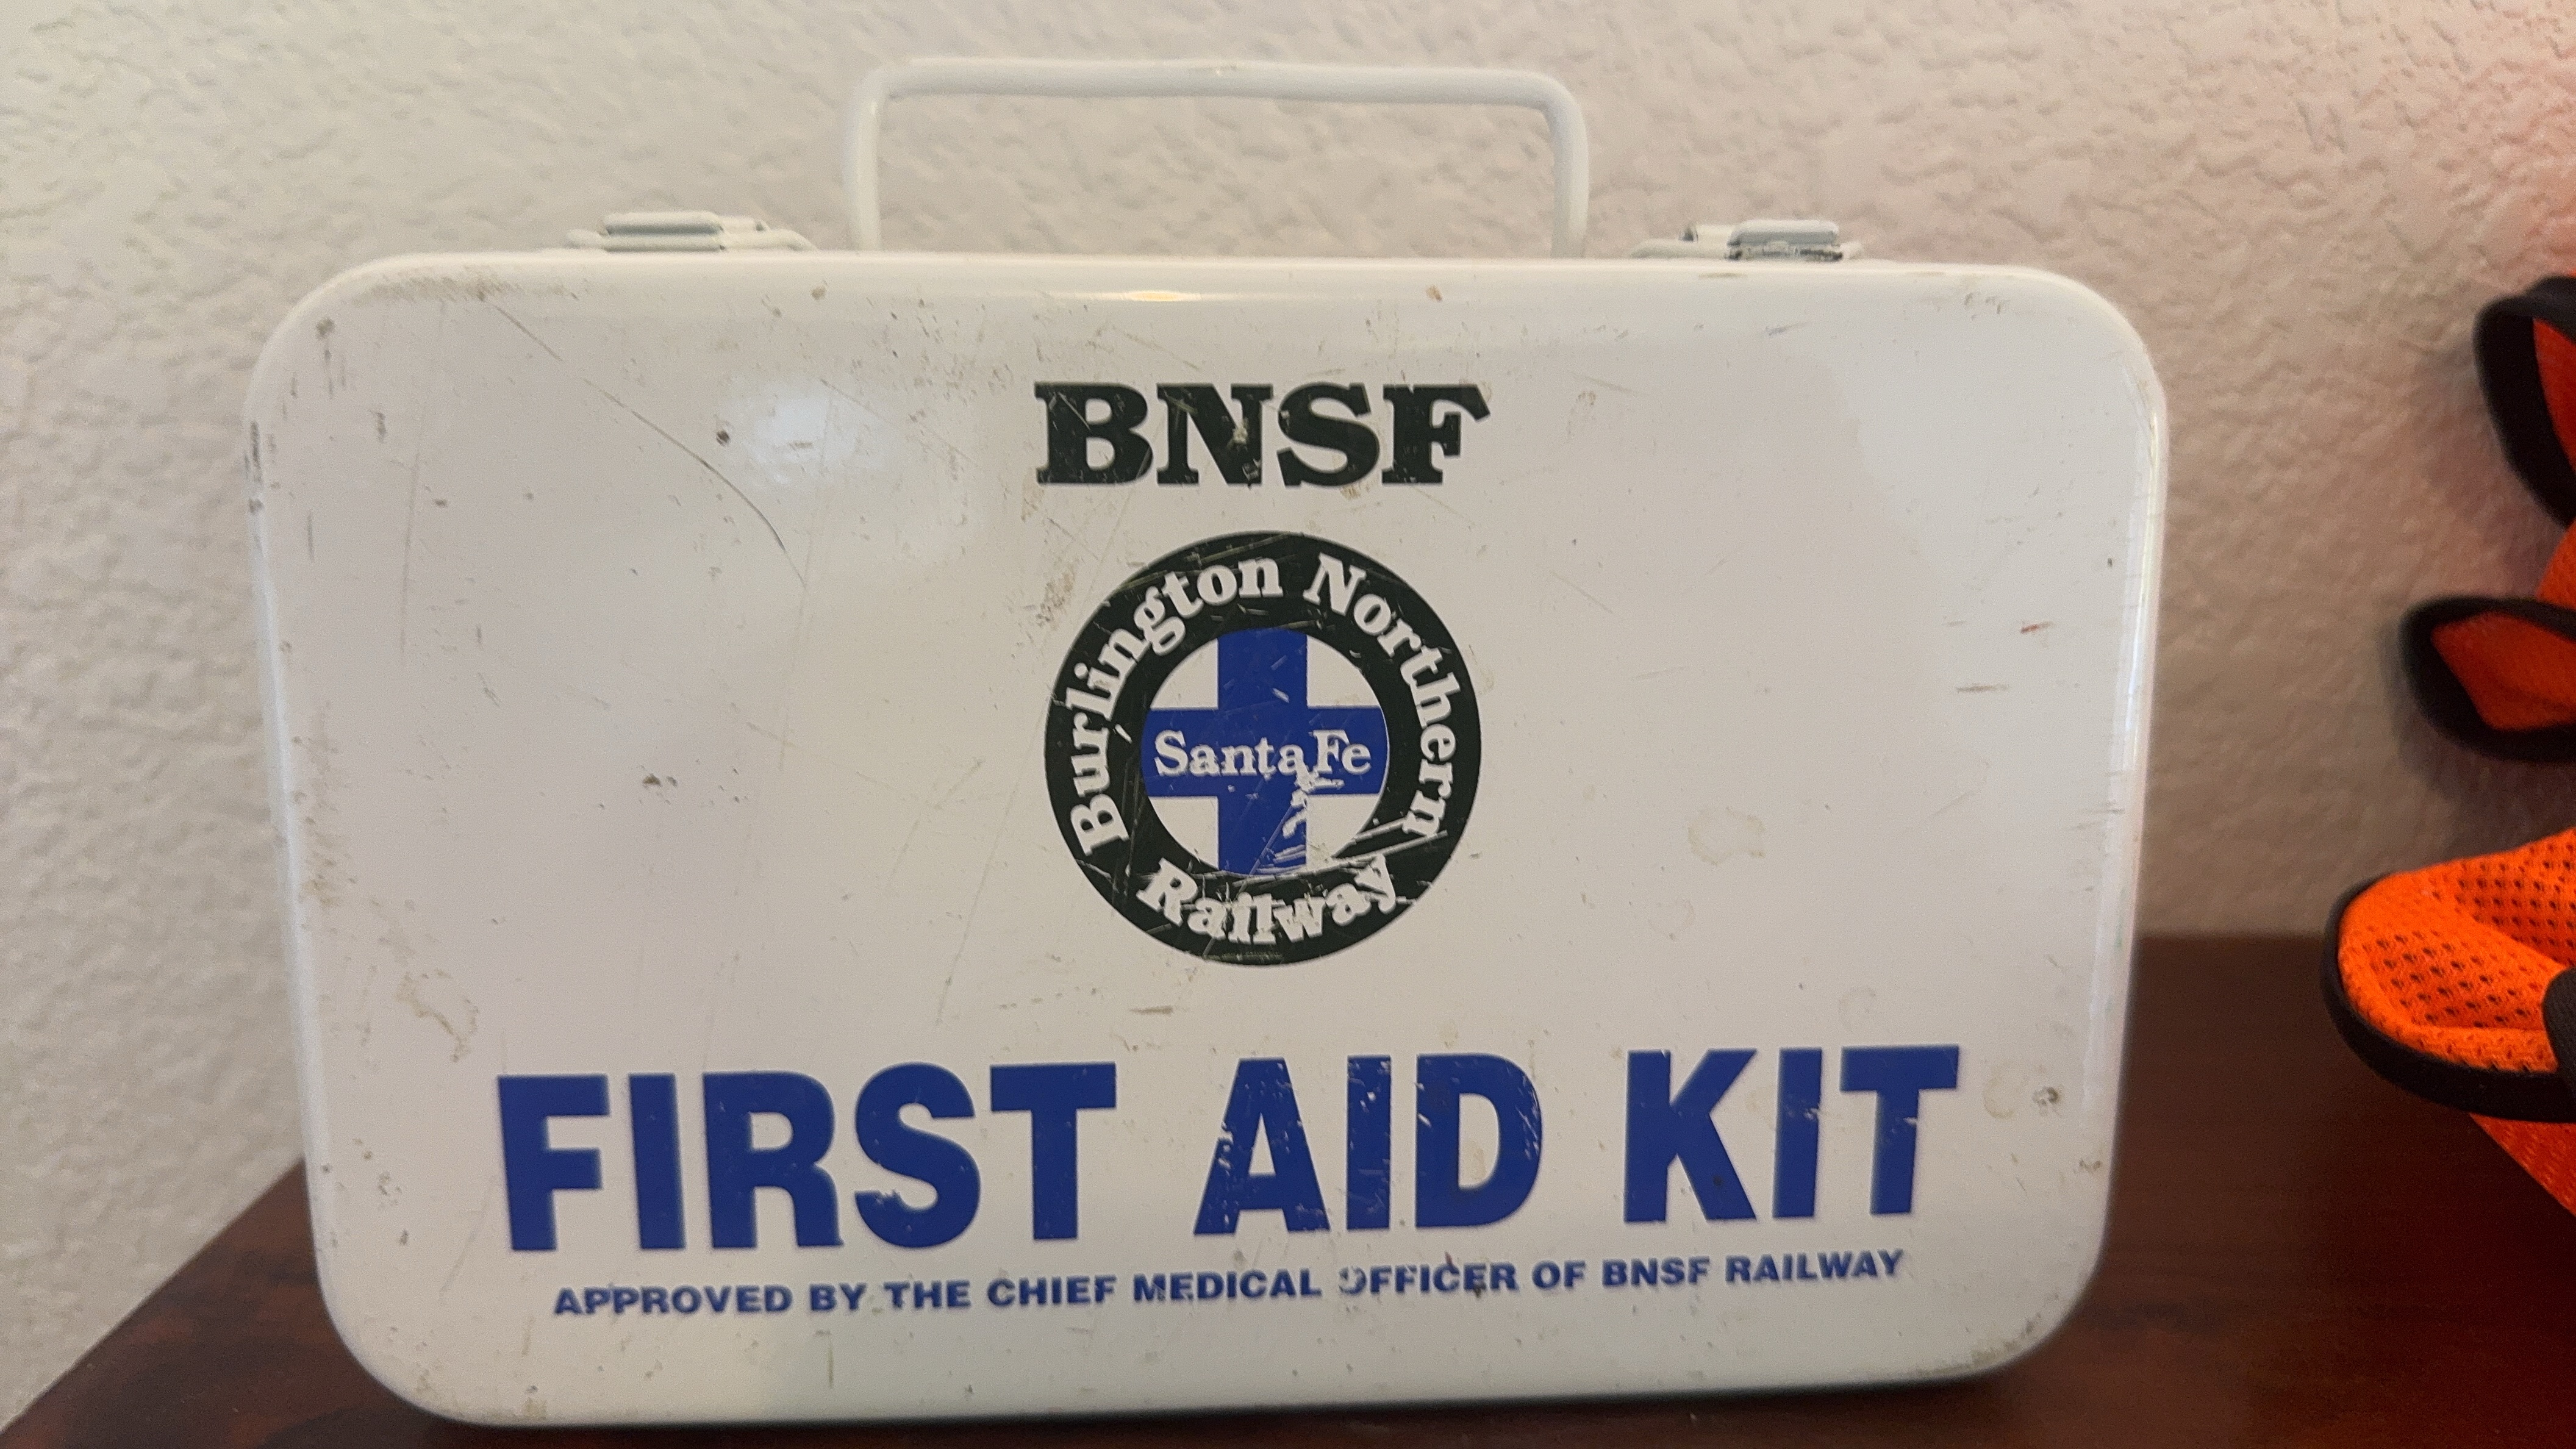 BNSF
Burlington Northern
Santa Fe
Railway
FIRST AID KIT
APPROVED BY THE CHIEF MEDICAL OFFICER OF BNSF RAILWAY